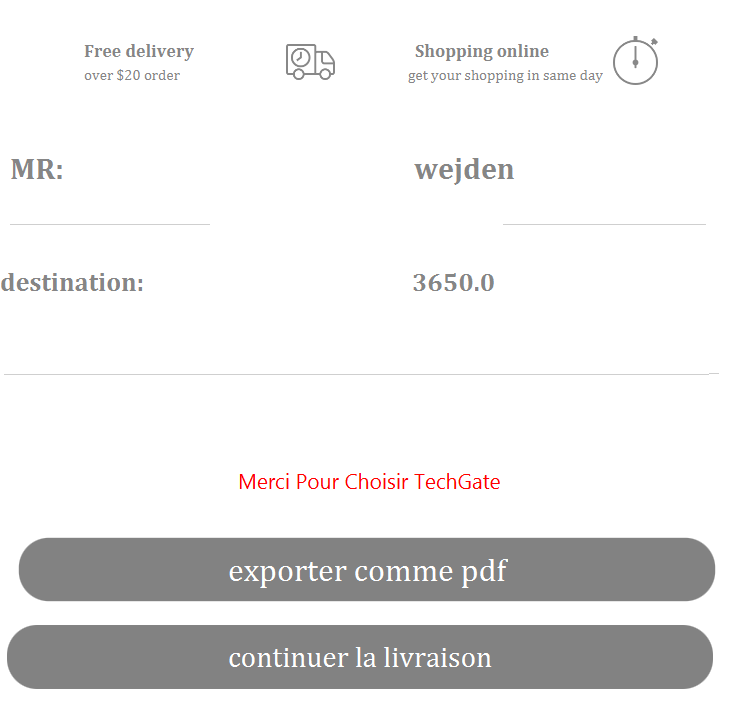 Free delivery
over $20 order
Shopping online
get your shopping in same day
MR:
wejden
destination:
3650.0
Merci Pour Choisir TechGate
exporter comme pdf
continuer la livraison